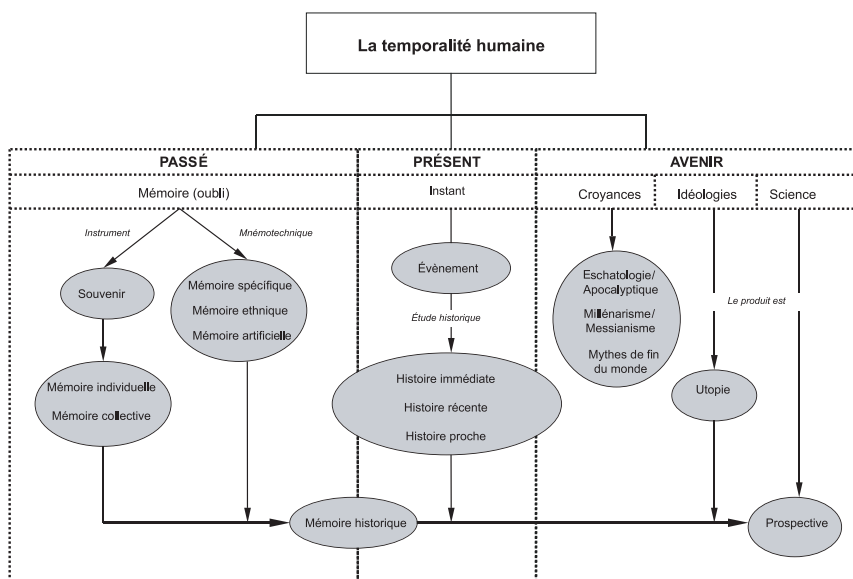 La temporalité humaine
PASSÉ
PRÉSENT
AVENIR
Mémoire (oubli)
Instant
Croyances
Idéologies
Science
Instrument
Mnémotechnique
Souvenir
Mémoire spécifique
Mémoire ethnique
Mémoire artificielle
Évènement
Eschatologie/
Apocalyptique
Millénarisme/
Messianisme
Mythes de fin
du monde
Le produit est
Étude historique
Mémoire individuelle
Mémoire collective
Histoire immédiate
Histoire récente
Histoire proche
Utopie
Mémoire historique
Prospective